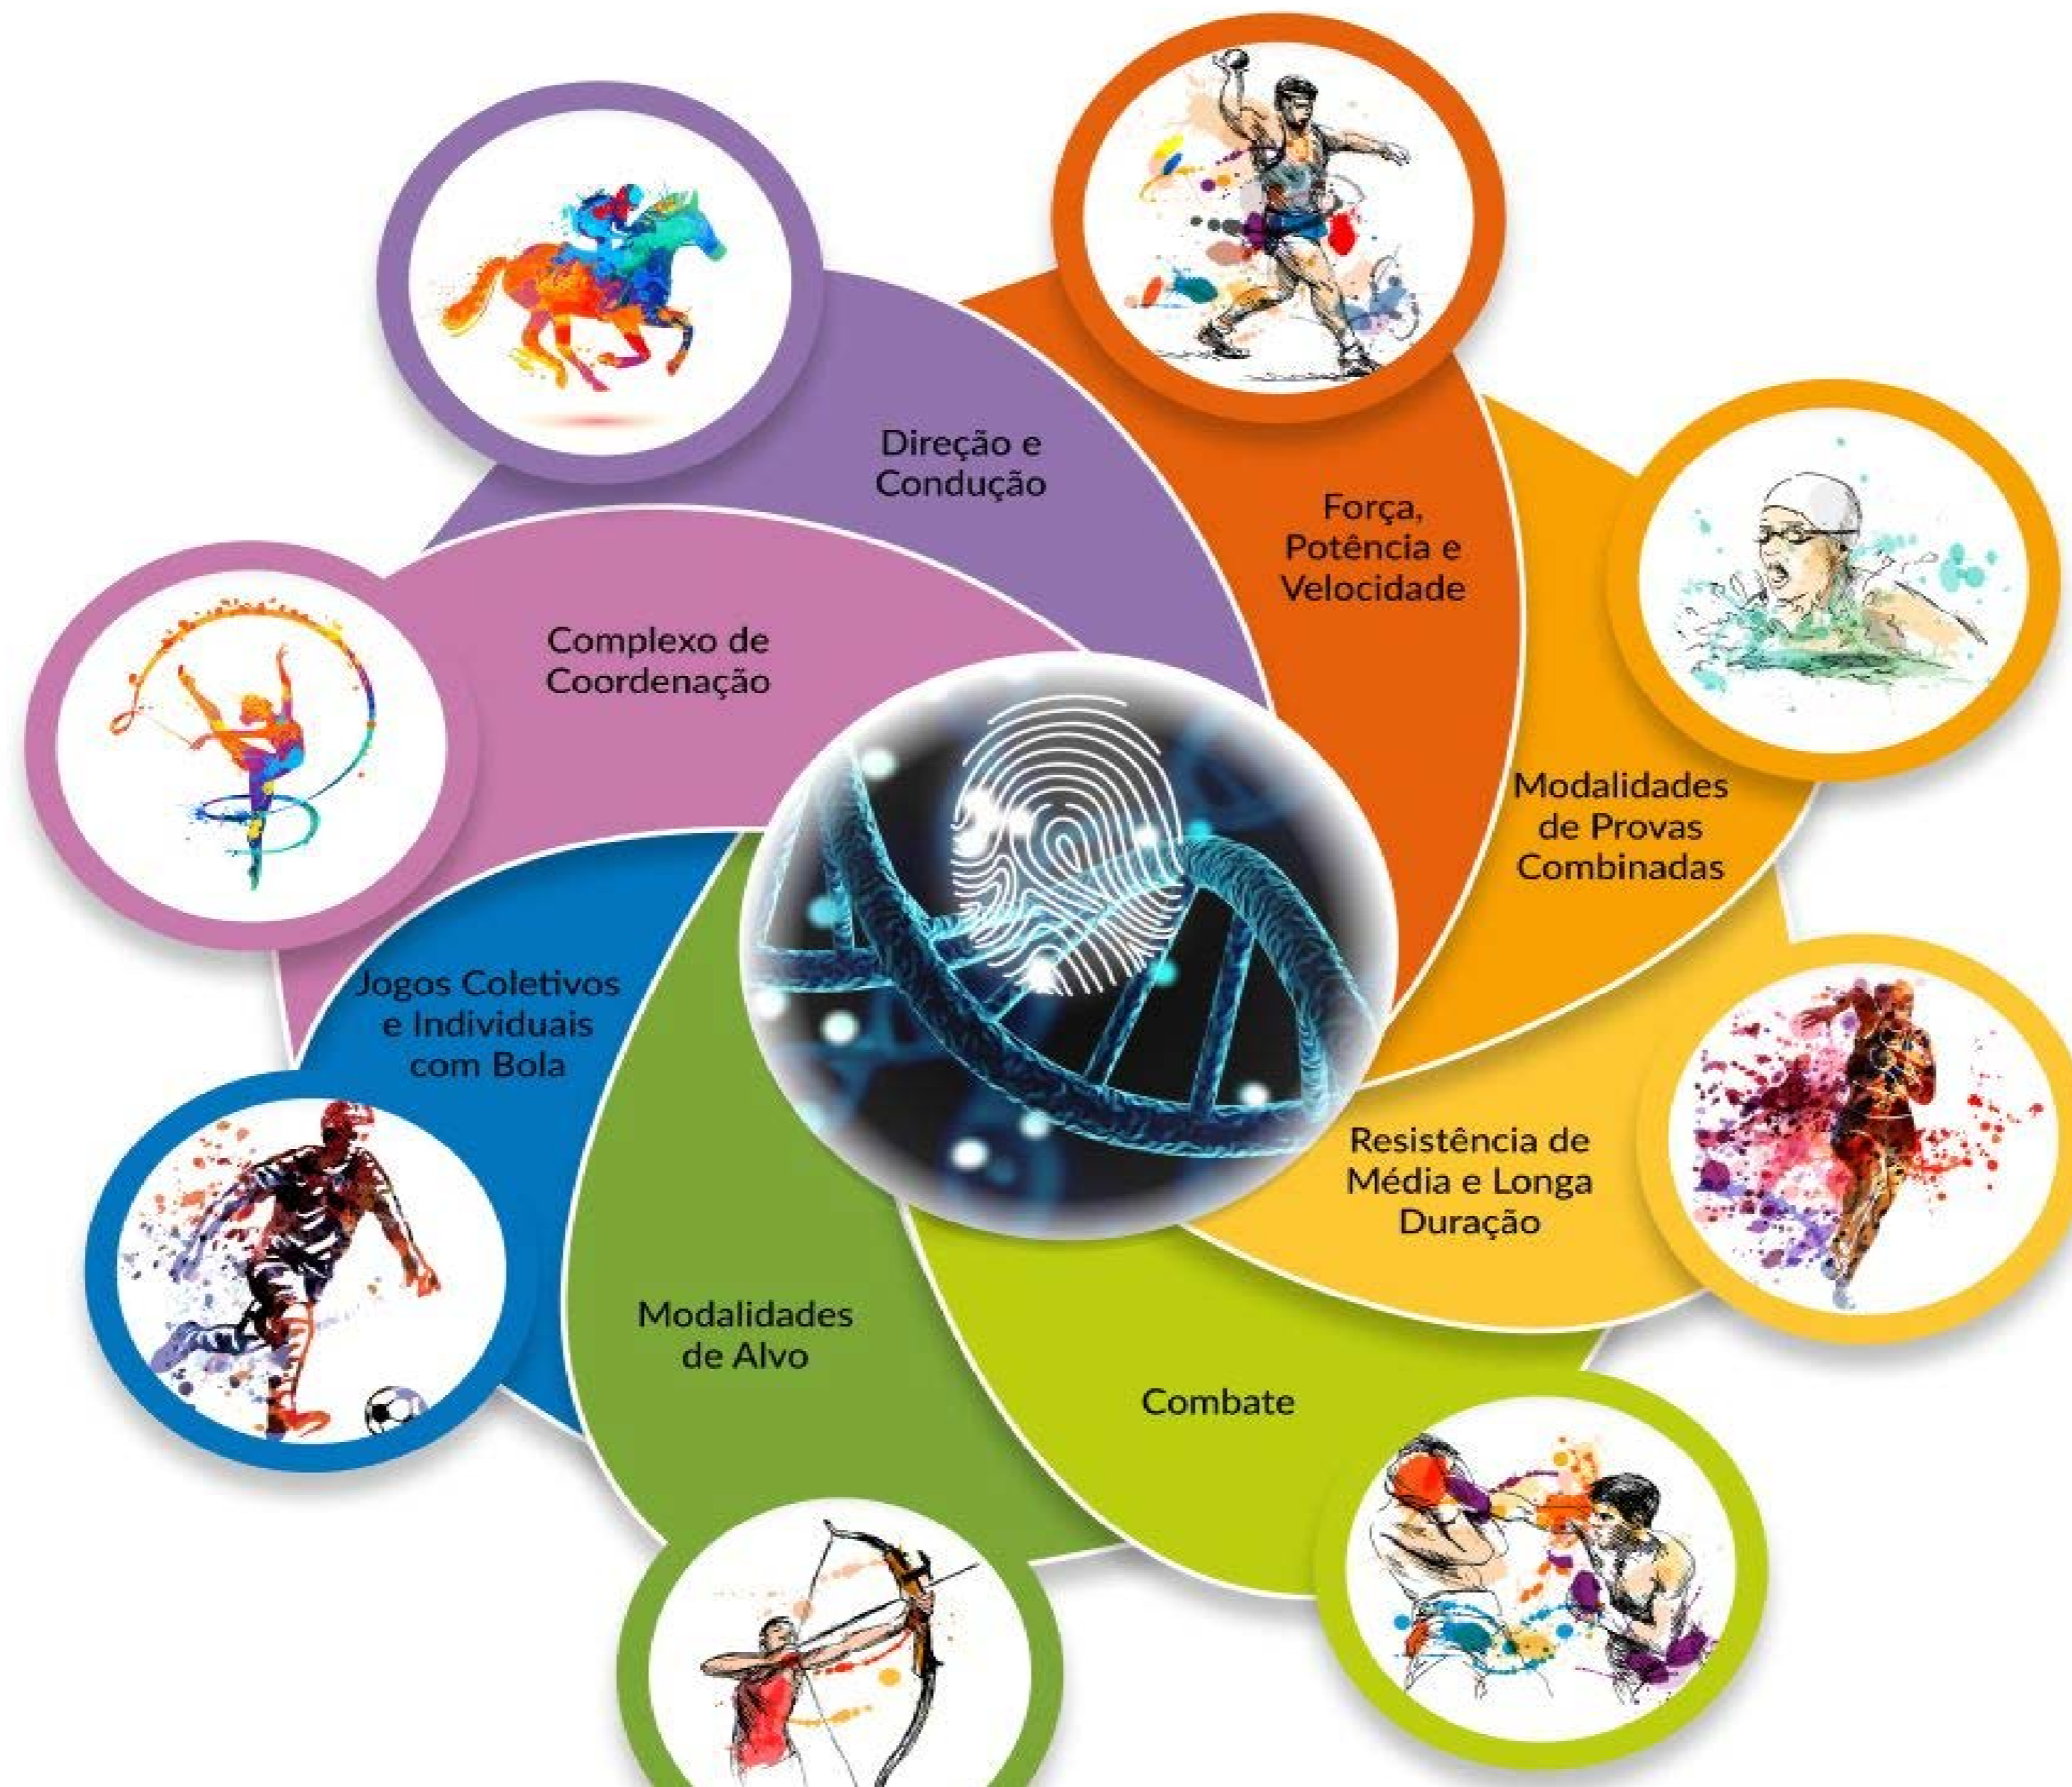 Direção e
Condução
Força,
Potência e
Velocidade
Complexo de
Coordenação
Modalidades
de Provas
Combinadas
Jogos Coletivos
e Individuais
com Bola
Resistência de
Média e Longa
Duração
Modalidades
de Alvo
Combate